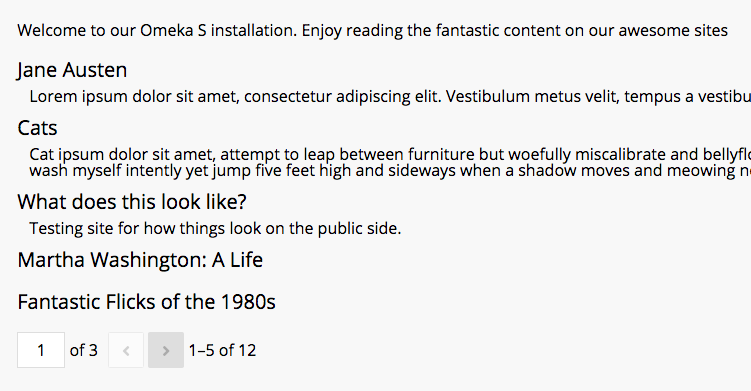 Welcome to our Omeka S installation. Enjoy reading the fantastic content on our awesome sites
Jane Austen
Lorem ipsum dolor sit amet, consectetur adipiscing elit. Vestibulum metus velit, tempus a vestibu
Cats
Cat ipsum dolor sit amet, attempt to leap between furniture but woefully miscalibrate and bellyflo
wash myself intently yet jump five feet high and sideways when a shadow moves and meowing n
What does this look like?
Testing site for how things look on the public side.
Martha Washington: A Life
Fantastic Flicks of the 1980s
1 of 3 < > 1–5 of 12